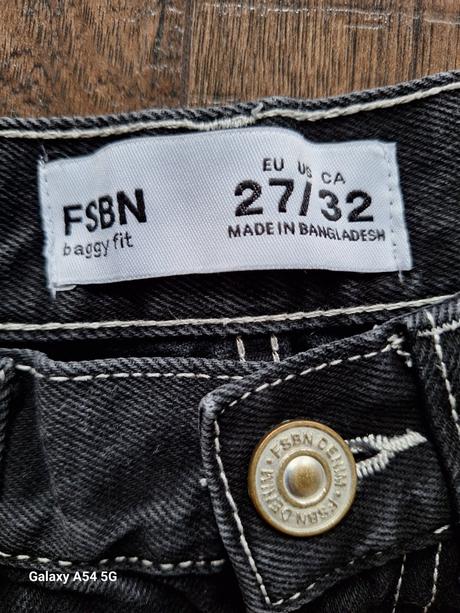 FSBN
baggy fit
EU US CA
27/32
MADE IN BANGLADESH
FSBN DENIM • FSBN DENIM •
Galaxy A54 5G